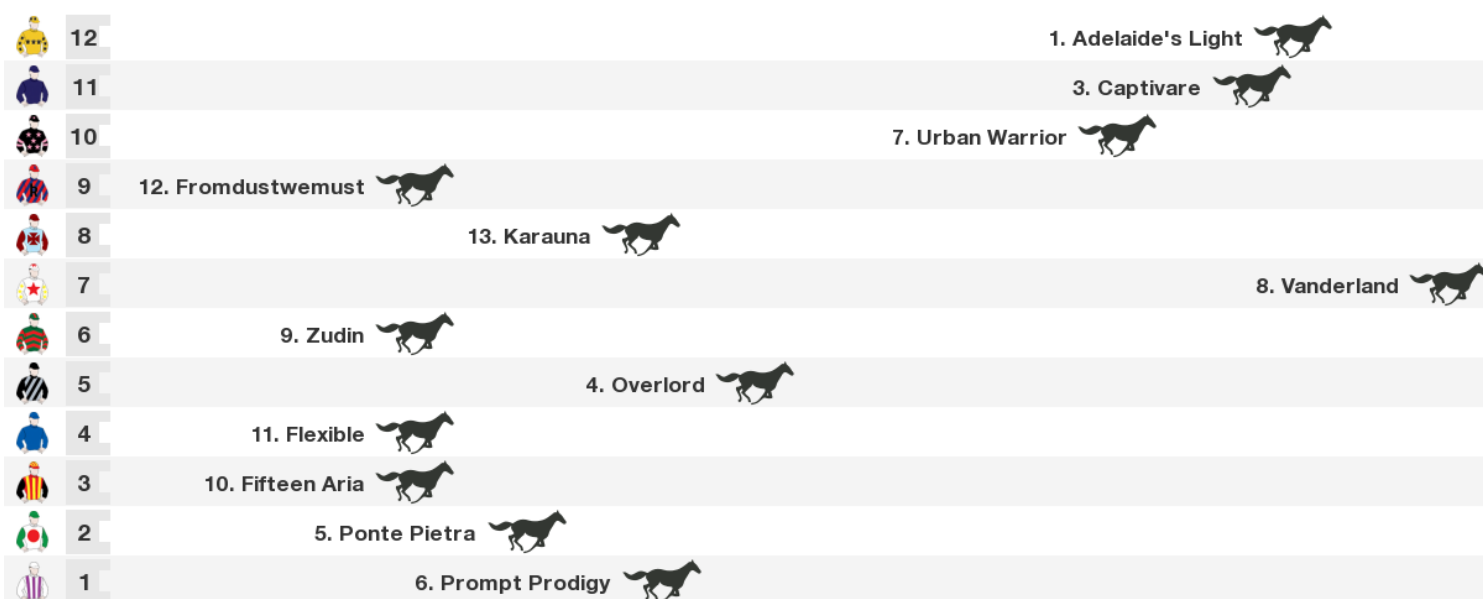 12 1. Adelaide's Light
11 3. Captivare
10 7. Urban Warrior
9 12. Fromdustwemust
8 13. Karauna
7 8. Vanderland
6 9. Zudin
5 4. Overlord
4 11. Flexible
3 10. Fifteen Aria
2 5. Ponte Pietra
1 6. Prompt Prodigy